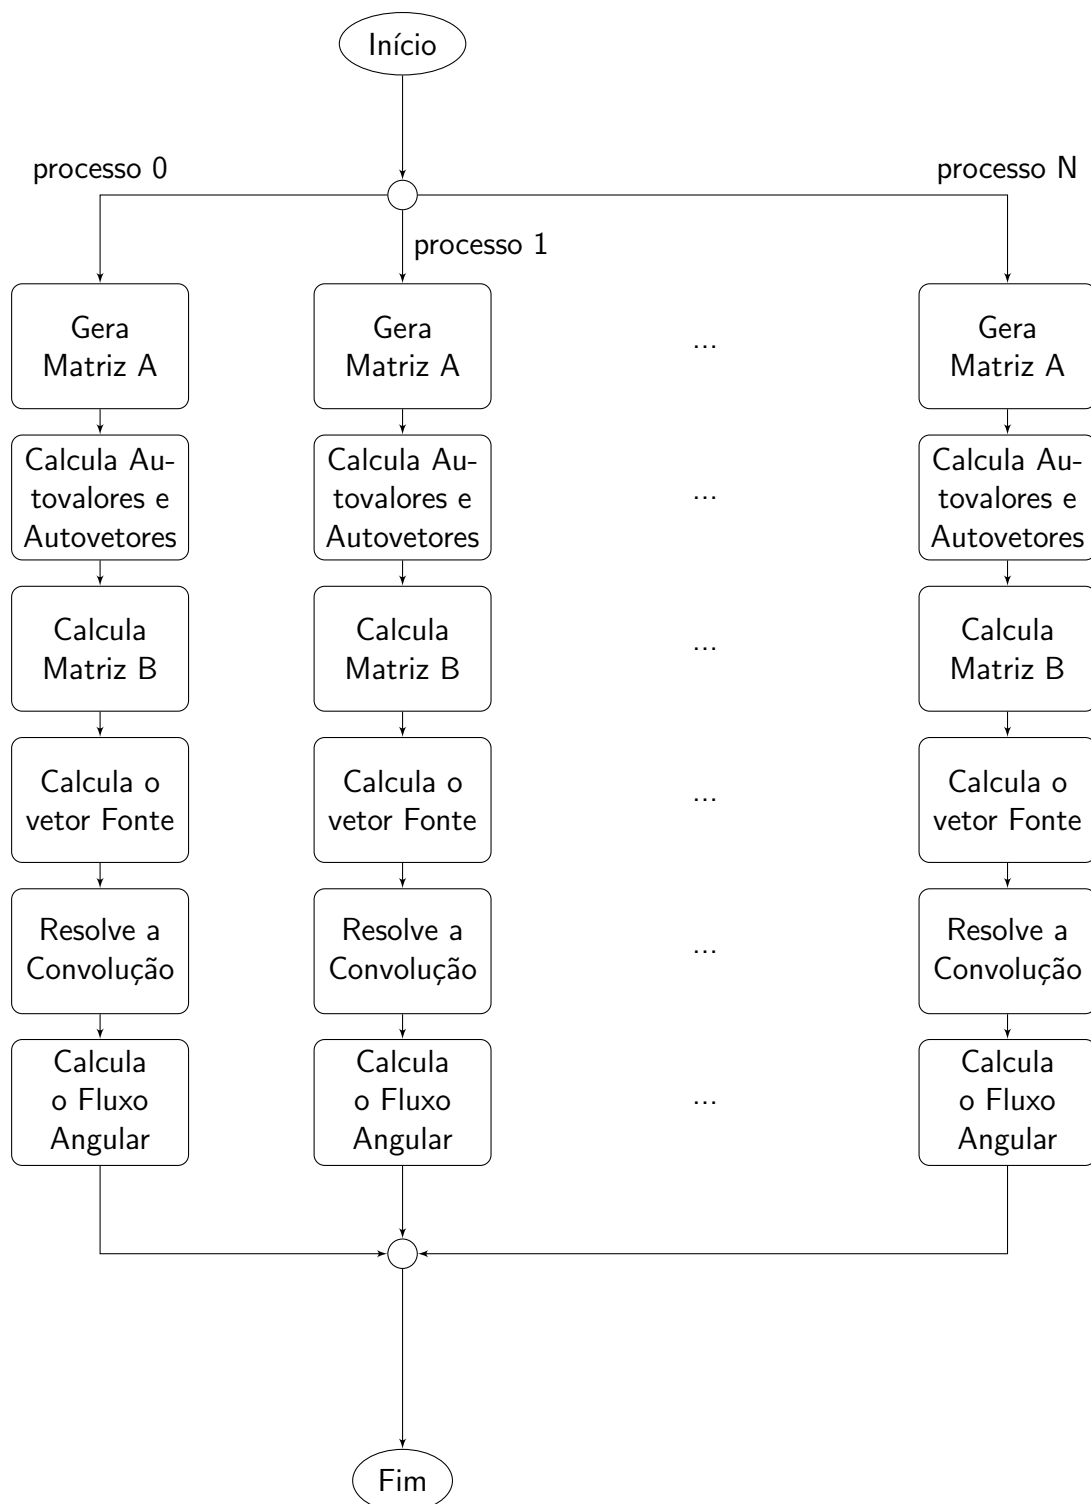 Início
processo 0
processo N
processo 1
Gera
Matriz A
Gera
Matriz A
...
Gera
Matriz A
Calcula Au-
tovalores e
Autovetores
Calcula Au-
tovalores e
Autovetores
...
Calcula Au-
tovalores e
Autovetores
Calcula
Matriz B
Calcula
Matriz B
...
Calcula
Matriz B
Calcula o
vetor Fonte
Calcula o
vetor Fonte
...
Calcula o
vetor Fonte
Resolve a
Convolução
Resolve a
Convolução
...
Resolve a
Convolução
Calcula
o Fluxo
Angular
Calcula
o Fluxo
Angular
...
Calcula
o Fluxo
Angular
Fim